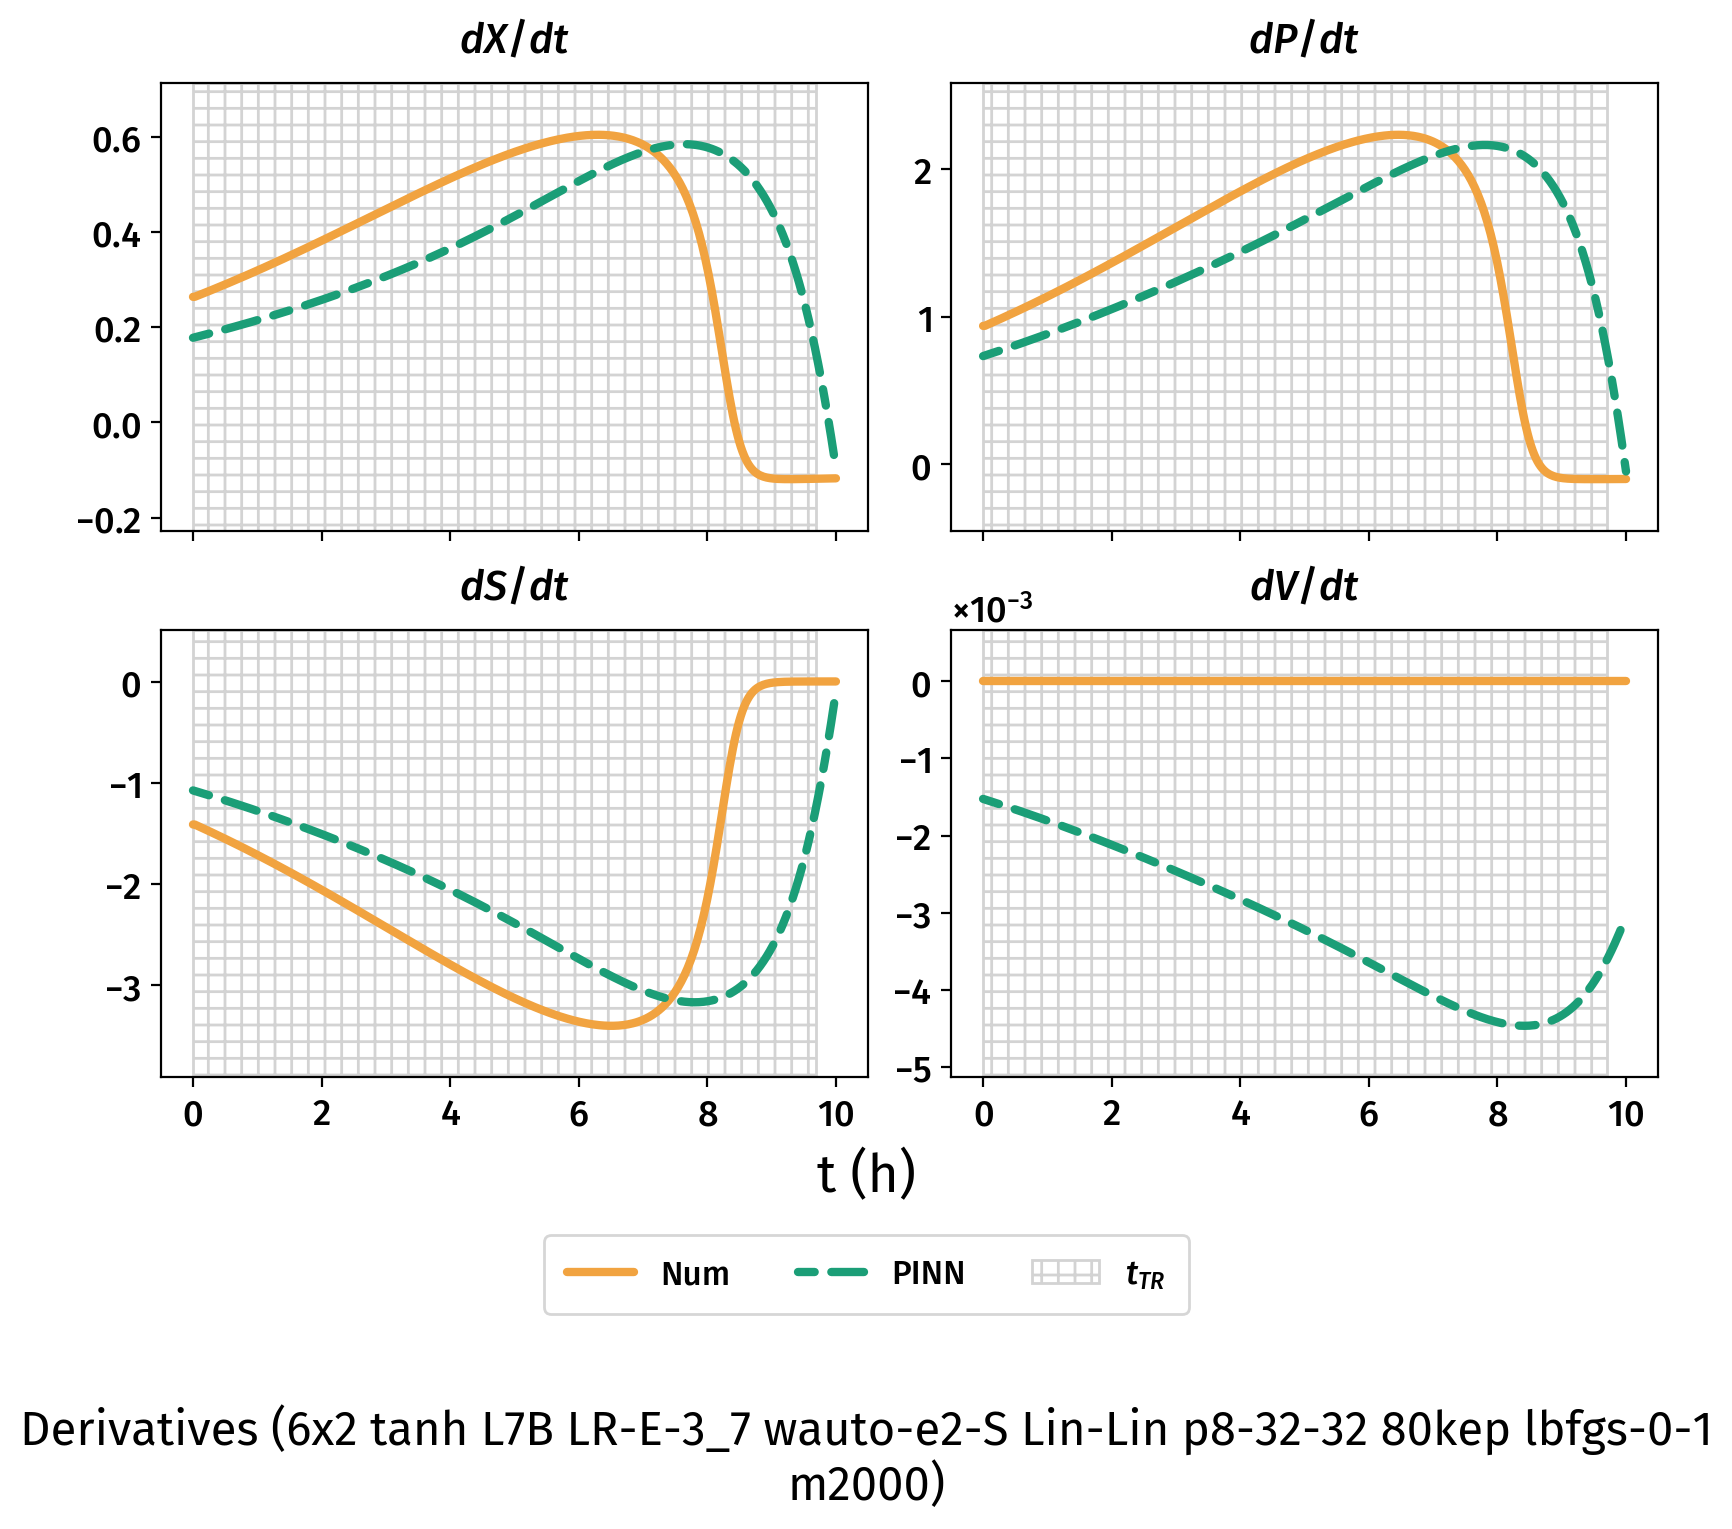 dX/dt
dP/dt
0.6
0.4
0.2
0.0
−0.2
2
1
0
dS/dt
dV/dt
×10⁻³
0
−1
−2
−3
0
−1
−2
−3
−4
−5
0 2 4 6 8 10
0 2 4 6 8 10
t (h)
Num PINN t_TR
Derivatives (6x2 tanh L7B LR-E-3_7 wauto-e2-S Lin-Lin p8-32-32 80kep lbfgs-0-1
m2000)